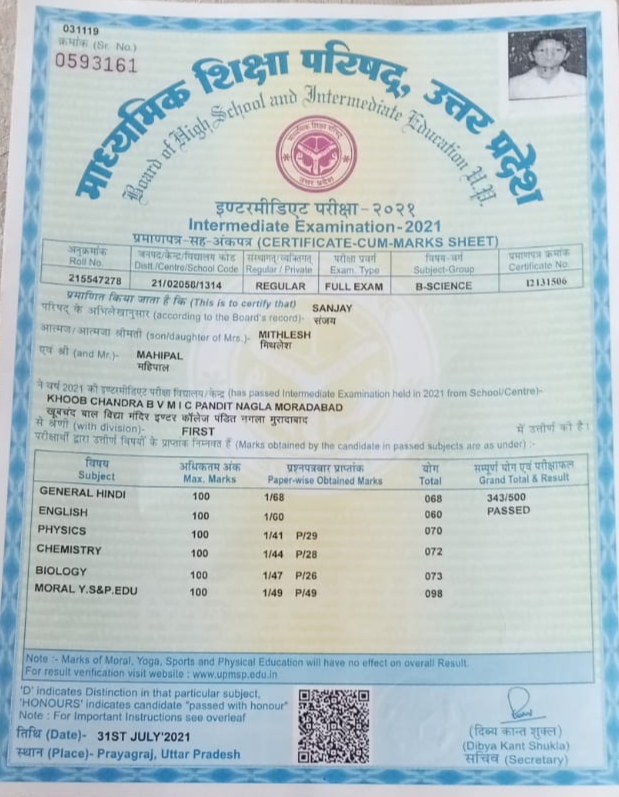 031119
क्रमांक (Sr. No.)
0593161
माध्यमिक शिक्षा परिषद्, उत्तर प्रदेश
Board of High School and Intermediate Education U.P.
इण्टरमीडिएट परीक्षा-२०२१
Intermediate Examination-2021
प्रमाणपत्र-सह-अंकपत्र (CERTIFICATE-CUM-MARKS SHEET)
अनुक्रमांक जनपद/केन्द्र/विद्यालय कोड संस्थागत/व्यक्तिगत परीक्षा प्रकार विषय-वर्ग प्रमाणपत्र क्रमांक
Roll No. Distt./Centre/School Code Regular / Private Exam. Type Subject-Group Certificate No.
215547278 21/02058/1314 REGULAR FULL EXAM B-SCIENCE 12131506
प्रमाणित किया जाता है कि (This is to certify that) SANJAY
परिषद् के अभिलेखानुसार (according to the Board's record)- संजय
आत्मज/आत्मजा श्रीमती (son/daughter of Mrs.)- MITHLESH
मिथलेश
एवं श्री (and Mr.)- MAHIPAL
महिपाल
ने वर्ष 2021 की इण्टरमीडिएट परीक्षा विद्यालय/केन्द्र (has passed Intermediate Examination held in 2021 from School/Centre)-
KHOOB CHANDRA B V M I C PANDIT NAGLA MORADABAD
खूबचंद बाल विद्या मंदिर इण्टर कॉलेज पंडित नगला मुरादाबाद
से श्रेणी (with division)- FIRST में उत्तीर्ण की है।
परीक्षार्थी द्वारा उत्तीर्ण विषयों के प्राप्तांक निम्नवत हैं (Marks obtained by the candidate in passed subjects are as under) :-
विषय अधिकतम अंक प्रश्नपत्रवार प्राप्तांक योग सम्पूर्ण योग एवं परीक्षाफल
Subject Max. Marks Paper-wise Obtained Marks Total Grand Total & Result
GENERAL HINDI 100 1/68 068 343/500
ENGLISH 100 1/60 060 PASSED
PHYSICS 100 1/41 P/29 070
CHEMISTRY 100 1/44 P/28 072
BIOLOGY 100 1/47 P/26 073
MORAL Y.S&P.EDU 100 1/49 P/49 098
Note :- Marks of Moral, Yoga, Sports and Physical Education will have no effect on overall Result.
For result verification visit website : www.upmsp.edu.in
'D' indicates Distinction in that particular subject,
'HONOURS' indicates candidate "passed with honour"
Note : For Important Instructions see overleaf
तिथि (Date)- 31ST JULY'2021
स्थान (Place)- Prayagraj, Uttar Pradesh
(दिब्य कान्त शुक्ल)
(Dibya Kant Shukla)
सचिव (Secretary)